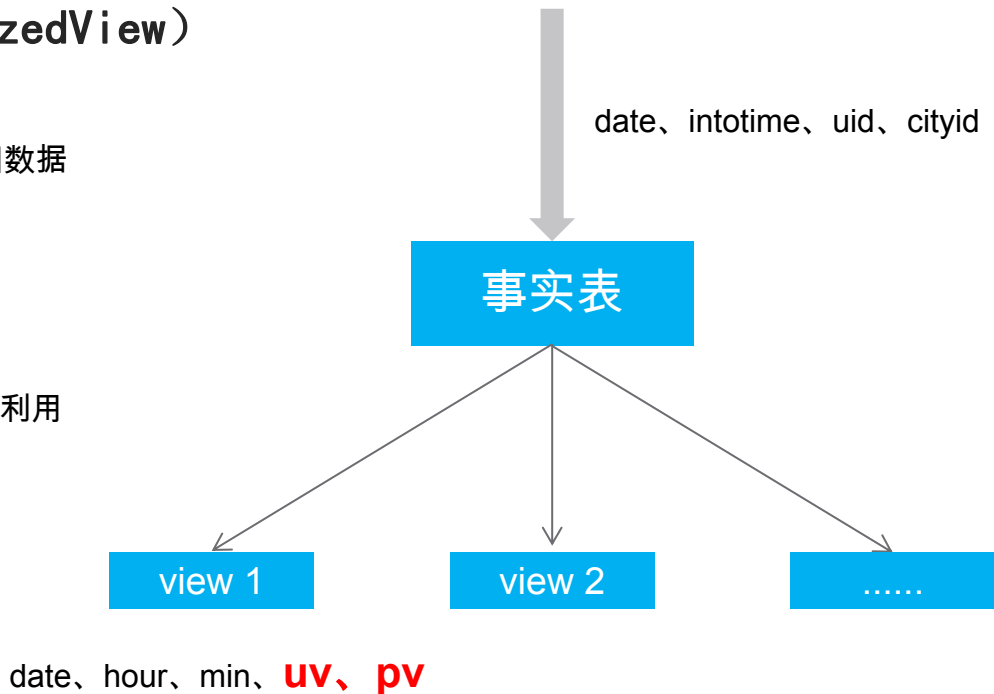 zedView）
date、intotime、uid、cityid
数据
事实表
利用
view 1
view 2
......
date、hour、min、uv、pv